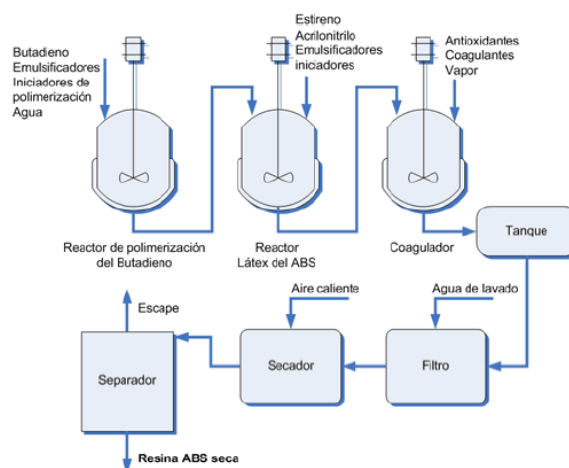 Butadieno
Emulsificadores
Iniciadores de
polimerización
Agua
Estireno
Acrilonitrilo
Emulsificadores
iniciadores
Antioxidantes
Coagulantes
Vapor
Reactor de polimerización
del Butadieno
Reactor
Látex del ABS
Coagulador
Tanque
Escape
Aire caliente
Agua de lavado
Separador
Secador
Filtro
Resina ABS seca